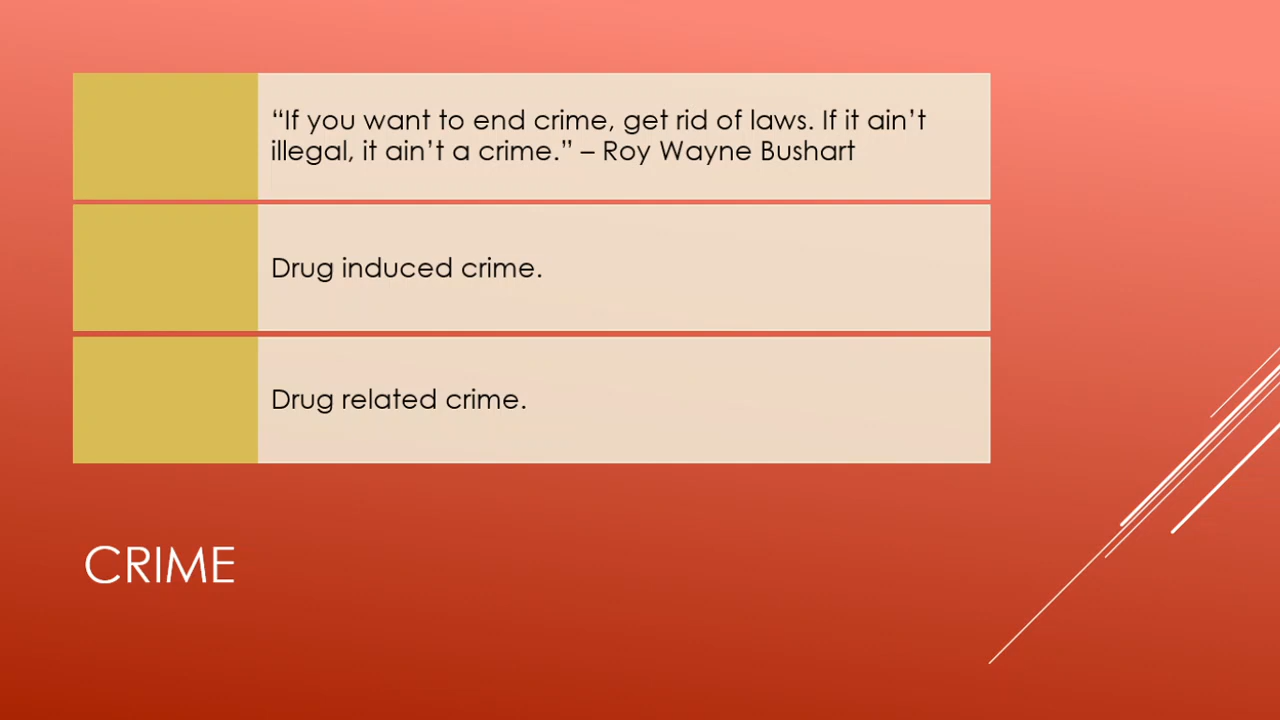 “If you want to end crime, get rid of laws. If it ain’t
illegal, it ain’t a crime.” – Roy Wayne Bushart
Drug induced crime.
Drug related crime.
CRIME